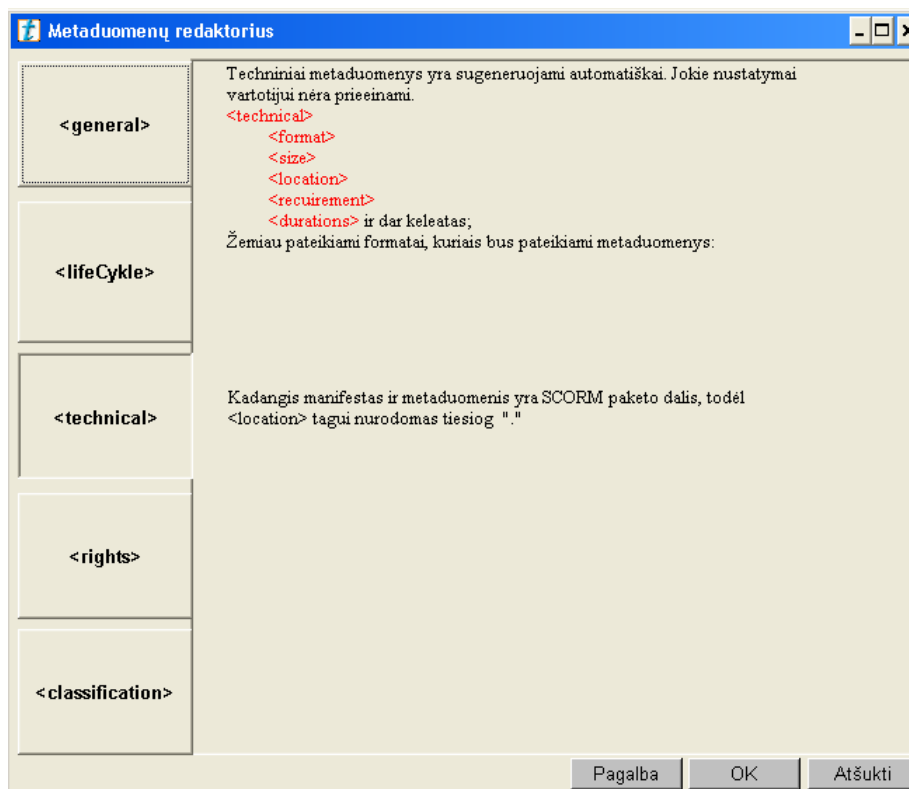 Metaduomenų redaktorius
<general>
<lifeCykle>
<technical>
<rights>
<classification>
Techniniai metaduomenys yra sugeneruojami automatiškai. Jokie nustatymai
vartotijui nėra prieeinami.
<technical>
<format>
<size>
<location>
<recuirement>
<durations> ir dar keleatas;
Žemiau pateikiami formatai, kuriais bus pateikiami metaduomenys:
Kadangis manifestas ir metaduomenis yra SCORM paketo dalis, todėl
<location> tagui nurodomas tiesiog "."
Pagalba
OK
Atšukti